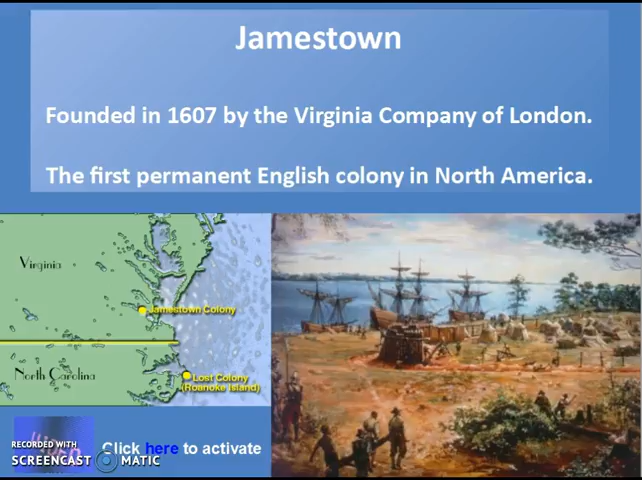 Jamestown
Founded in 1607 by the Virginia Company of London.
The first permanent English colony in North America.
Virginia
Jamestown Colony
North Carolina
Lost Colony
(Roanoke Island)
Click here to activate
RECORDED WITH
SCREENCAST MATIC